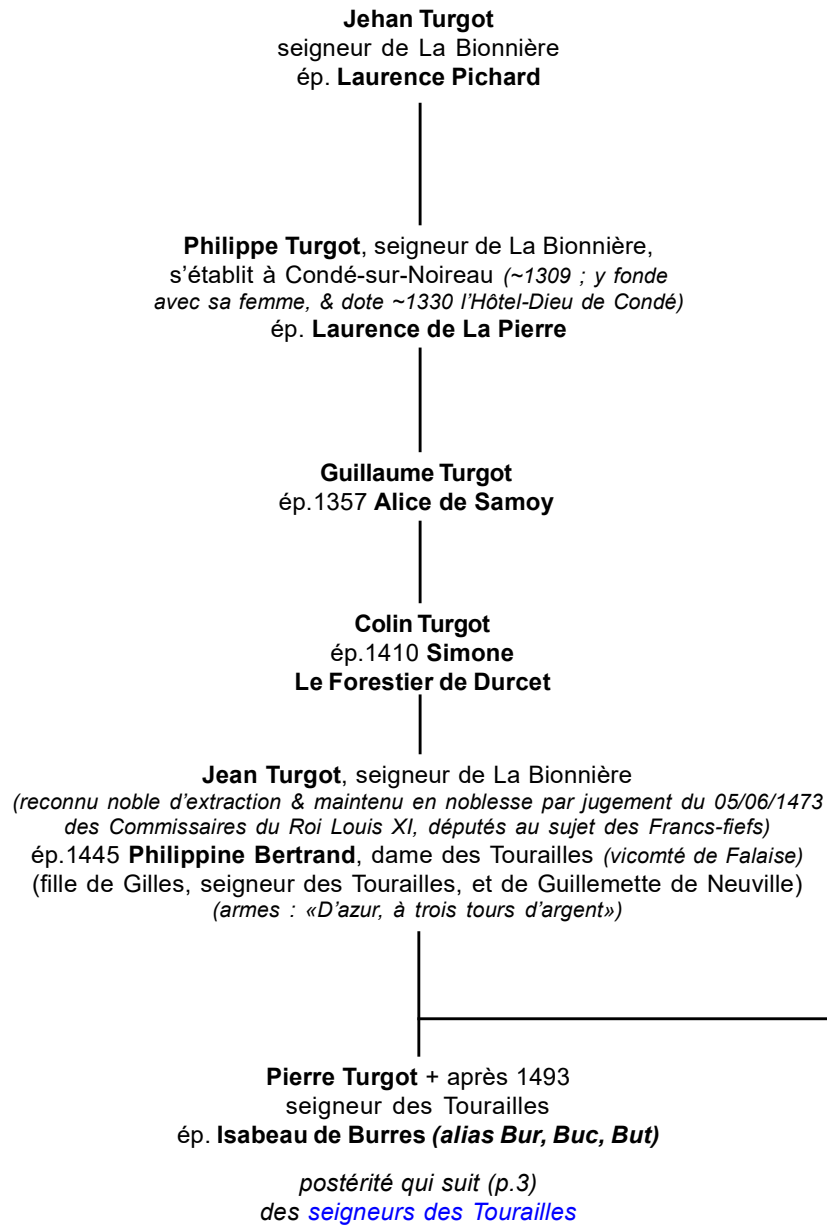 Jehan Turgot
seigneur de La Bionnière
ép. Laurence Pichard
Philippe Turgot, seigneur de La Bionnière,
s’établit à Condé-sur-Noireau (~1309 ; y fonde
avec sa femme, & dote ~1330 l’Hôtel-Dieu de Condé)
ép. Laurence de La Pierre
Guillaume Turgot
ép.1357 Alice de Samoy
Colin Turgot
ép.1410 Simone
Le Forestier de Durcet
Jean Turgot, seigneur de La Bionnière
(reconnu noble d’extraction & maintenu en noblesse par jugement du 05/06/1473
des Commissaires du Roi Louis XI, députés au sujet des Francs-fiefs)
ép.1445 Philippine Bertrand, dame des Tourailles (vicomté de Falaise)
(fille de Gilles, seigneur des Tourailles, et de Guillemette de Neuville)
(armes : «D’azur, à trois tours d’argent»)
Pierre Turgot + après 1493
seigneur des Tourailles
ép. Isabeau de Burres (alias Bur, Buc, But)
postérité qui suit (p.3)
des seigneurs des Tourailles